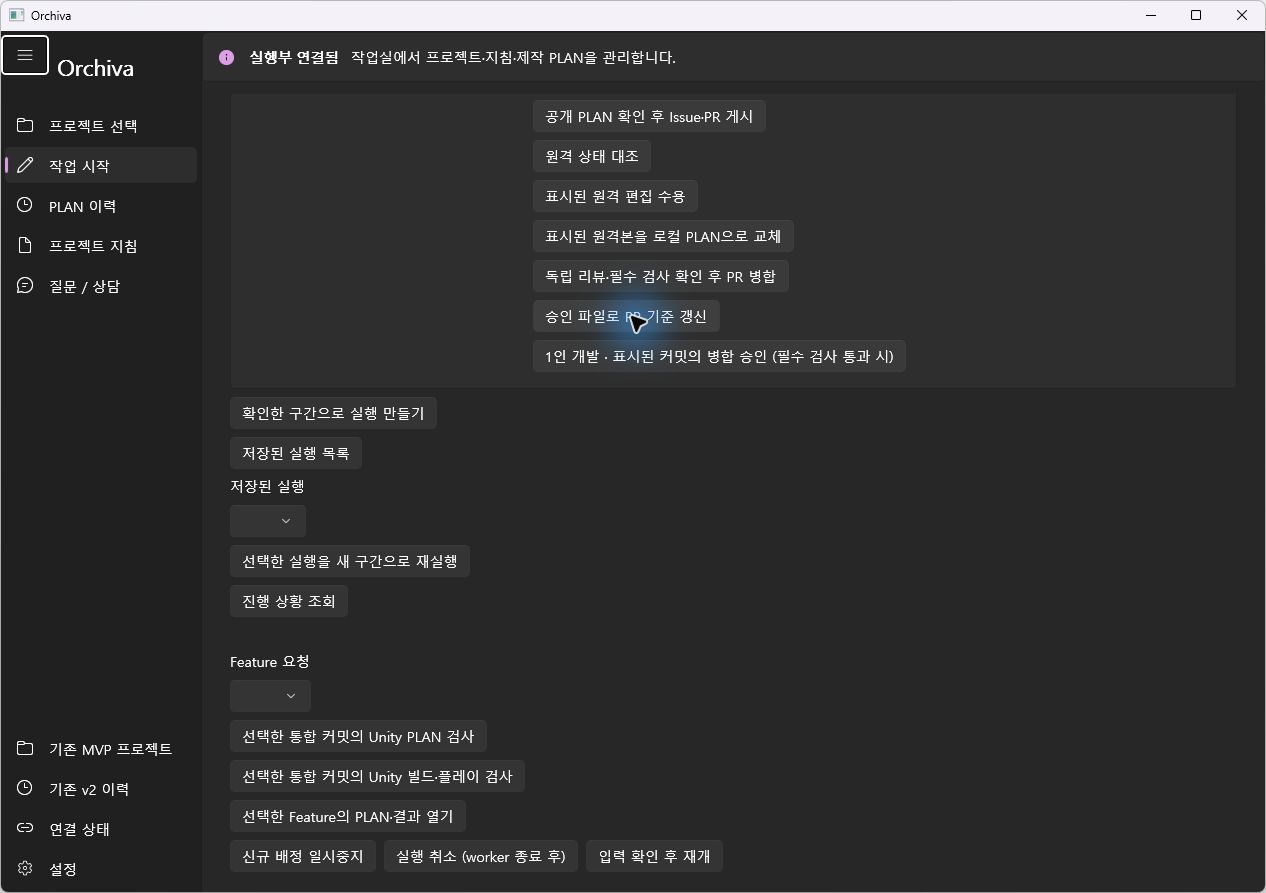 Orchiva
Orchiva
실행부 연결됨 작업실에서 프로젝트·지침·제작 PLAN을 관리합니다.
프로젝트 선택
작업 시작
PLAN 이력
프로젝트 지침
질문 / 상담
기존 MVP 프로젝트
기존 v2 이력
연결 상태
설정
공개 PLAN 확인 후 Issue·PR 게시
원격 상태 대조
표시된 원격 편집 수용
표시된 원격본을 로컬 PLAN으로 교체
독립 리뷰·필수 검사 확인 후 PR 병합
승인 파일로 PR 기준 갱신
1인 개발 · 표시된 커밋의 병합 승인 (필수 검사 통과 시)
확인한 구간으로 실행 만들기
저장된 실행 목록
저장된 실행
선택한 실행을 새 구간으로 재실행
진행 상황 조회
Feature 요청
선택한 통합 커밋의 Unity PLAN 검사
선택한 통합 커밋의 Unity 빌드·플레이 검사
선택한 Feature의 PLAN·결과 열기
신규 배정 일시중지 실행 취소 (worker 종료 후) 입력 확인 후 재개